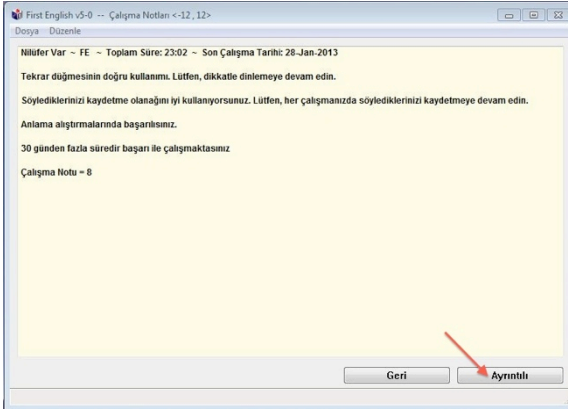 First English v5-0 -- Çalışma Notları <-12 , 12>
Dosya Düzenle
Nilüfer Var ~ FE ~ Toplam Süre: 23:02 ~ Son Çalışma Tarihi: 28-Jan-2013
Tekrar düğmesinin doğru kullanımı. Lütfen, dikkatle dinlemeye devam edin.
Söylediklerinizi kaydetme olanağını iyi kullanıyorsunuz. Lütfen, her çalışmanızda söylediklerinizi kaydetmeye devam edin.
Anlama alıştırmalarında başarılısınız.
30 günden fazla süredir başarı ile çalışmaktasınız
Çalışma Notu = 8
Geri Ayrıntılı